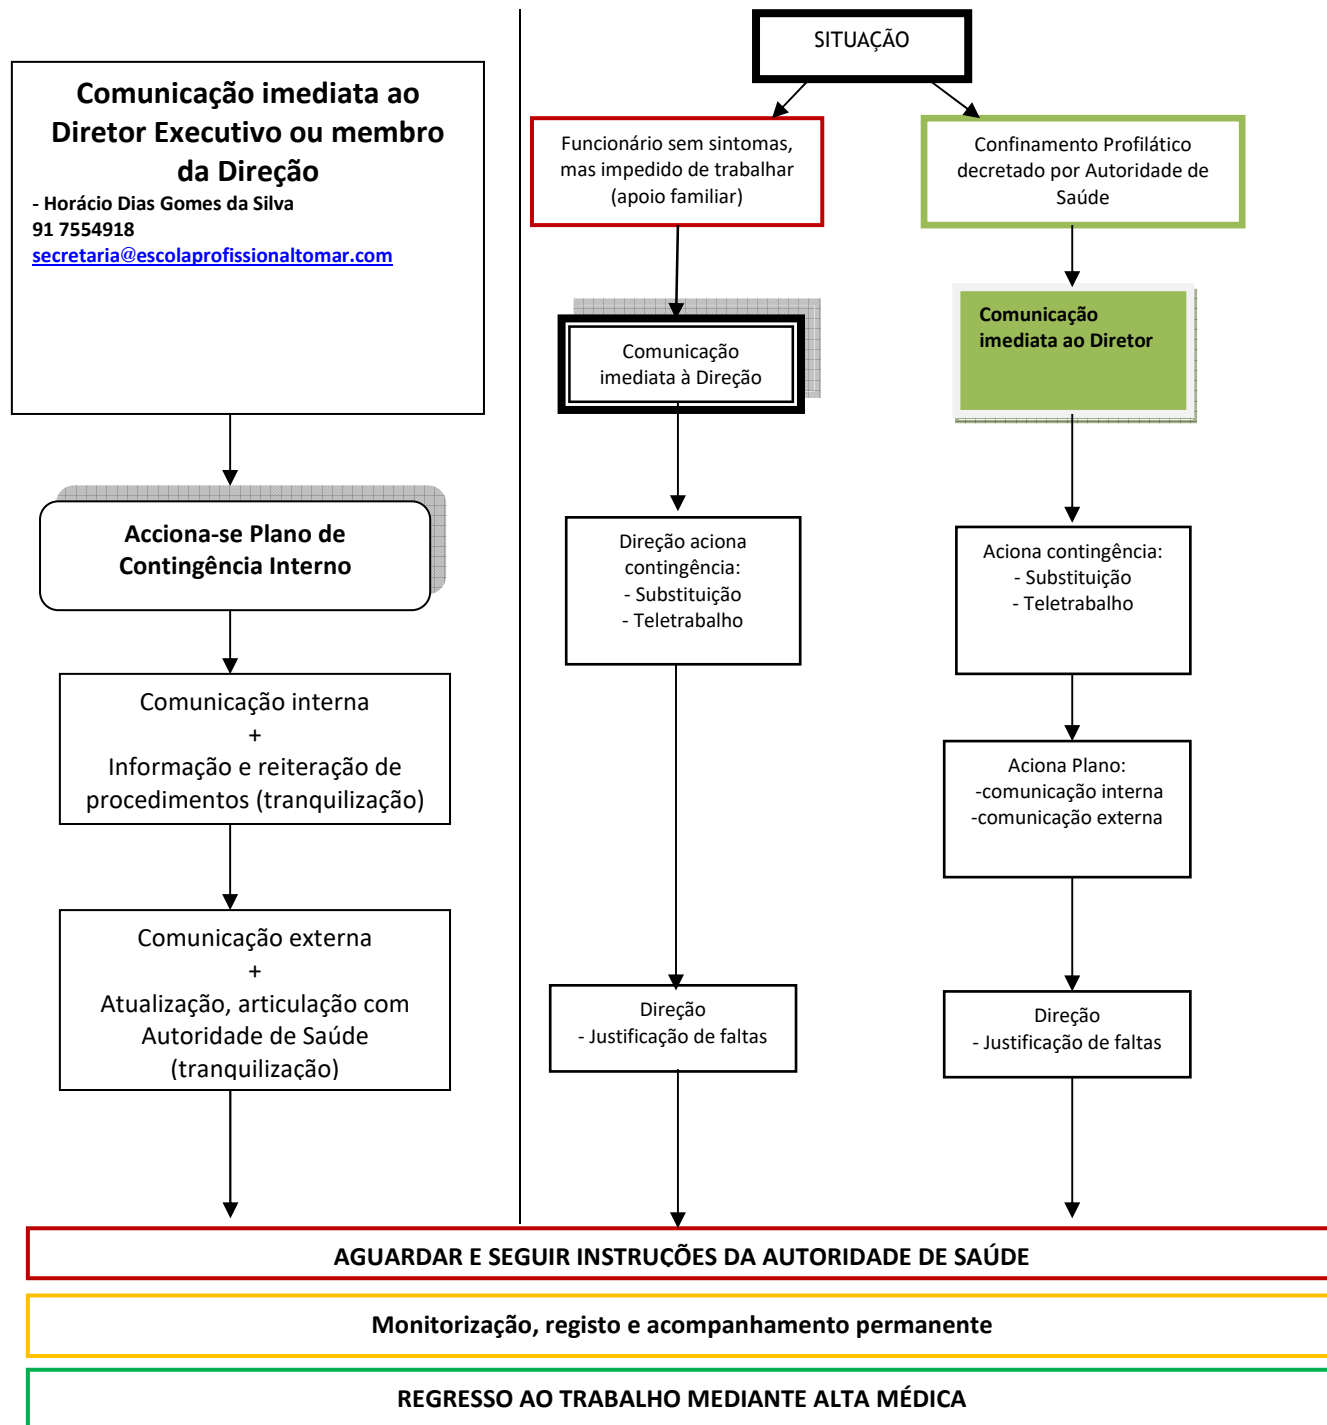 Comunicação imediata ao
Diretor Executivo ou membro
da Direção
- Horácio Dias Gomes da Silva
91 7554918
secretaria@escolaprofissionaltomar.com
Acciona-se Plano de
Contingência Interno
Comunicação interna
+
Informação e reiteração de
procedimentos (tranquilização)
Comunicação externa
+
Atualização, articulação com
Autoridade de Saúde
(tranquilização)
SITUAÇÃO
Funcionário sem sintomas,
mas impedido de trabalhar
(apoio familiar)
Comunicação
imediata à Direção
Direção aciona
contingência:
- Substituição
- Teletrabalho
Direção
- Justificação de faltas
Confinamento Profilático
decretado por Autoridade de
Saúde
Comunicação
imediata ao Diretor
Aciona contingência:
- Substituição
- Teletrabalho
Aciona Plano:
-comunicação interna
-comunicação externa
Direção
- Justificação de faltas
AGUARDAR E SEGUIR INSTRUÇÕES DA AUTORIDADE DE SAÚDE
Monitorização, registo e acompanhamento permanente
REGRESSO AO TRABALHO MEDIANTE ALTA MÉDICA